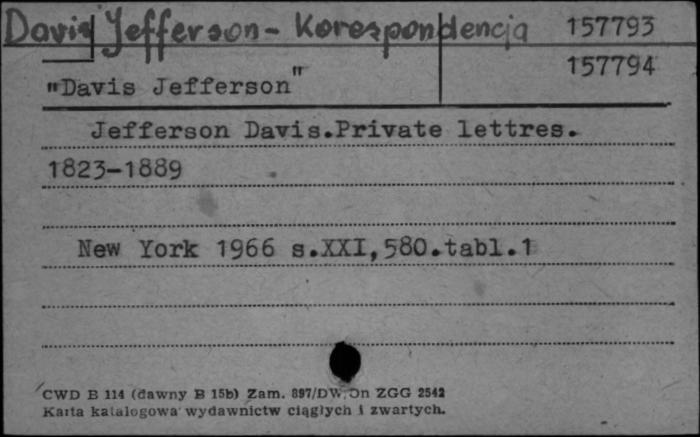 Davis Jefferson - Korespondencja 157793
157794
"Davis Jefferson"
Jefferson Davis.Private lettres.
1823-1889
New York 1966 s.XXI,580.tabl.1
CWD B 114 (dawny B 15b) Zam. 897/DW. On ZGG 2542
Karta katalogowa wydawnictw ciągłych i zwartych.